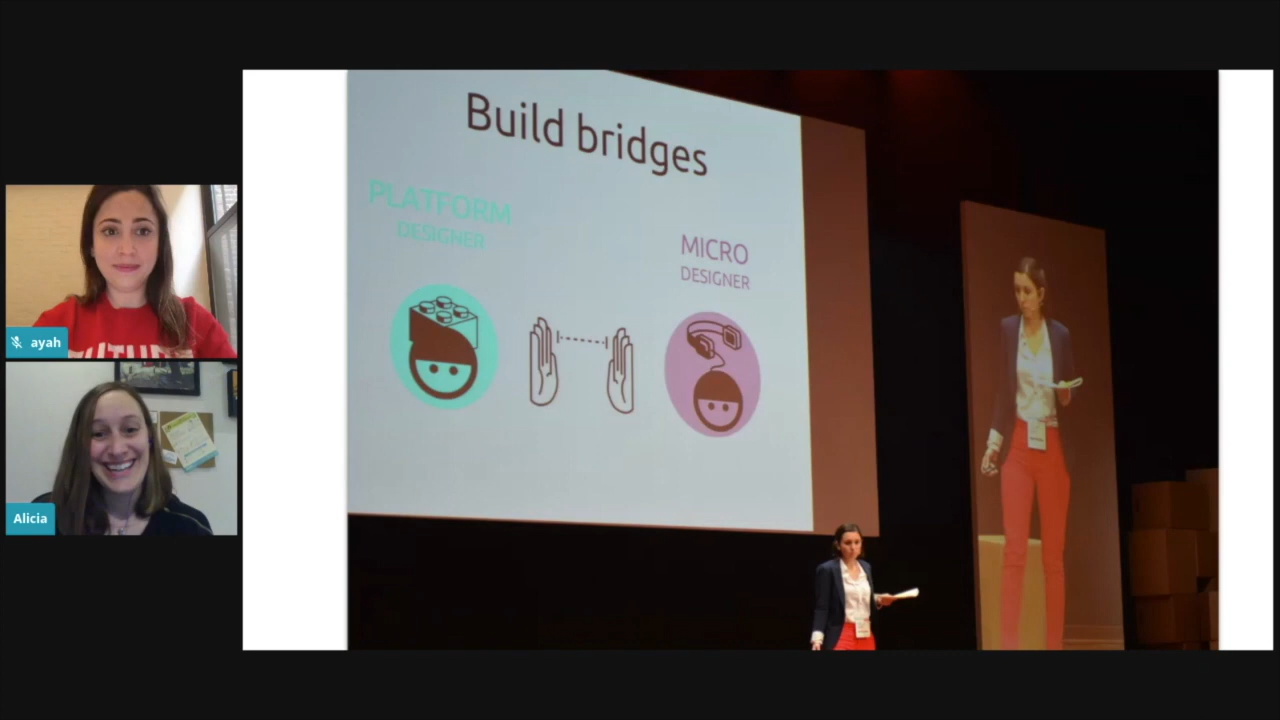 Build bridges
PLATFORM
DESIGNER
MICRO
DESIGNER
ayah
Alicia